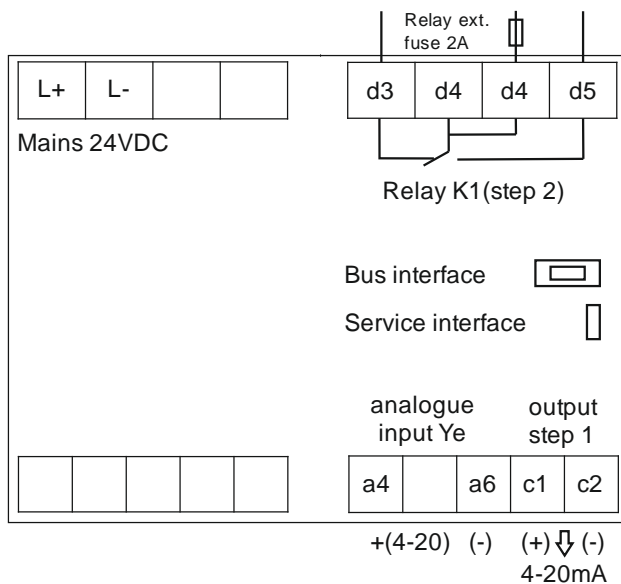 Relay ext.
fuse 2A
L+ L-
d3 d4 d4 d5
Mains 24VDC
Relay K1(step 2)
Bus interface
Service interface
analogue
input Ye
output
step 1
a4 a6 c1 c2
+(4-20) (-) (+) (-)
4-20mA